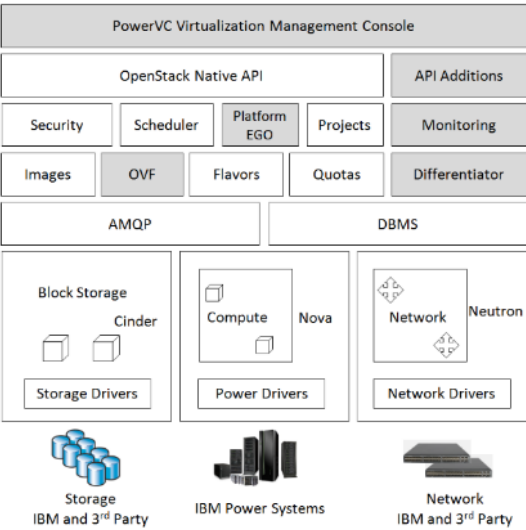 PowerVC Virtualization Management Console
OpenStack Native API
API Additions
Security
Scheduler
Platform
EGO
Projects
Monitoring
Images
OVF
Flavors
Quotas
Differentiator
AMQP
DBMS
Block Storage
Cinder
Storage Drivers
Compute
Nova
Power Drivers
Network
Neutron
Network Drivers
Storage
IBM and 3rd Party
IBM Power Systems
Network
IBM and 3rd Party